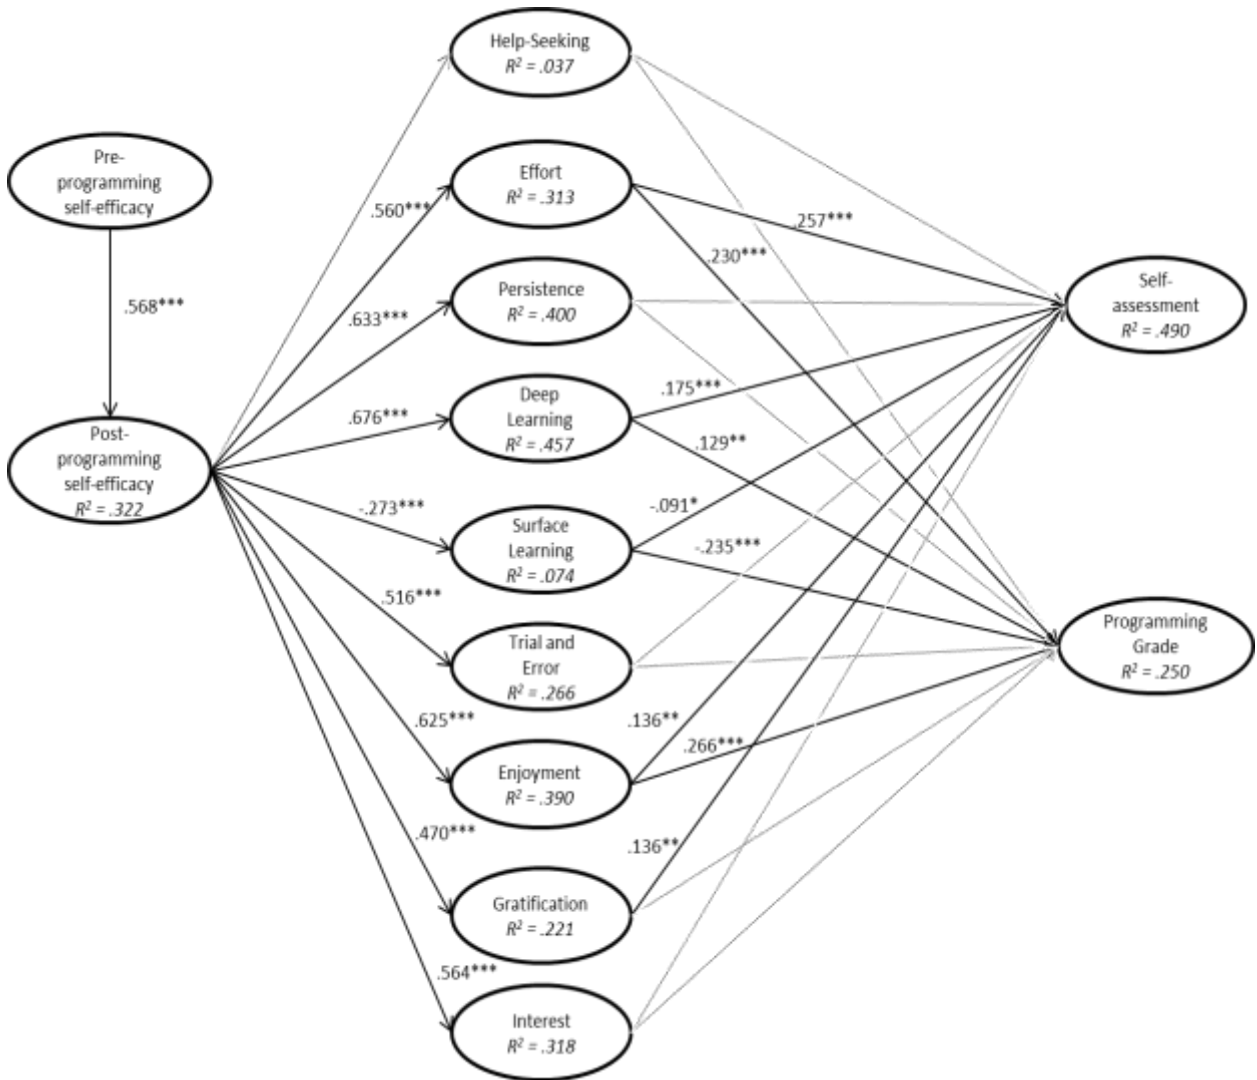 Help-Seeking
R² = .037
Pre-
programming
self-efficacy
.568***
Post-
programming
self-efficacy
R² = .322
.560***
Effort
R² = .313
.633***
Persistence
R² = .400
.676***
Deep
Learning
R² = .457
-.273***
Surface
Learning
R² = .074
.516***
Trial and
Error
R² = .266
.625***
Enjoyment
R² = .390
.470***
Gratification
R² = .221
.564***
Interest
R² = .318
.257***
.230***
.175***
.129**
-.091*
-.235***
.136**
.266***
.136**
Self-
assessment
R² = .490
Programming
Grade
R² = .250